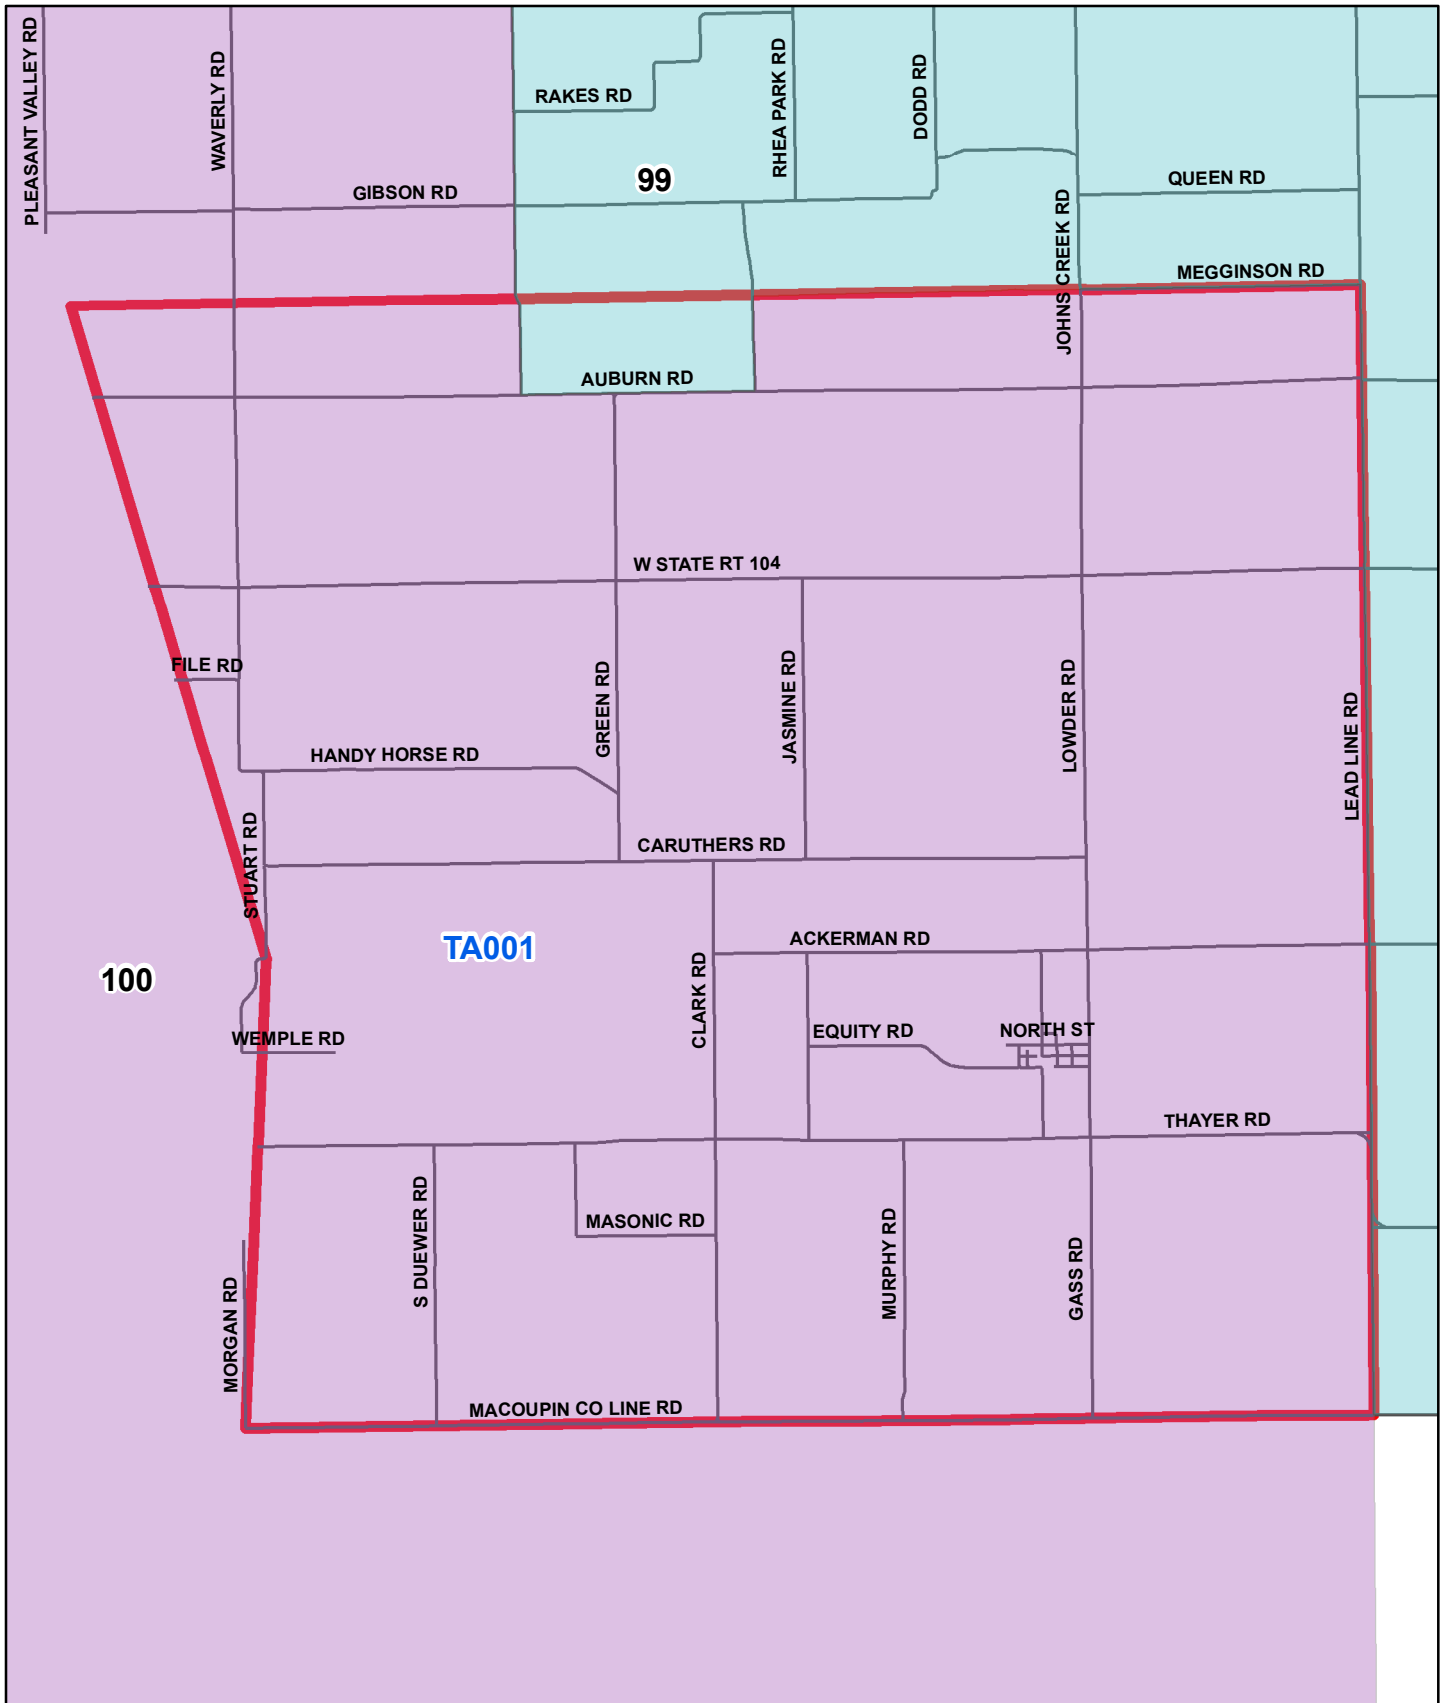 PLEASANT VALLEY RD
WAVERLY RD
RAKES RD
RHEA PARK RD
DODD RD
99
GIBSON RD
QUEEN RD
JOHNS CREEK RD
MEGGINSON RD
AUBURN RD
W STATE RT 104
FILE RD
GREEN RD
JASMINE RD
LOWDER RD
LEAD LINE RD
HANDY HORSE RD
STUART RD
CARUTHERS RD
TA001
ACKERMAN RD
100
CLARK RD
WEMPLE RD
EQUITY RD
NORTH ST
THAYER RD
S DUEWER RD
MASONIC RD
MURPHY RD
GASS RD
MORGAN RD
MACOUPIN CO LINE RD